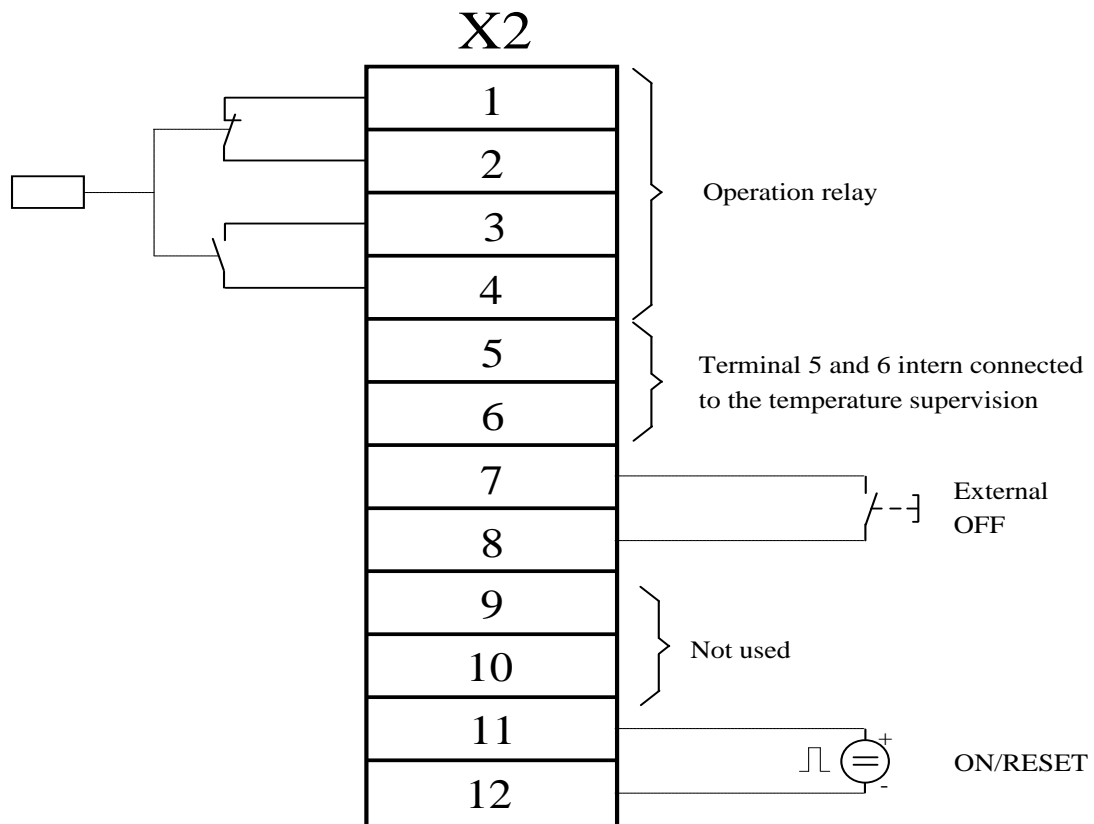 X2
1
2
3
4
5
6
7
8
9
10
11
12
Operation relay
Terminal 5 and 6 intern connected
to the temperature supervision
External
OFF
Not used
+
-
ON/RESET